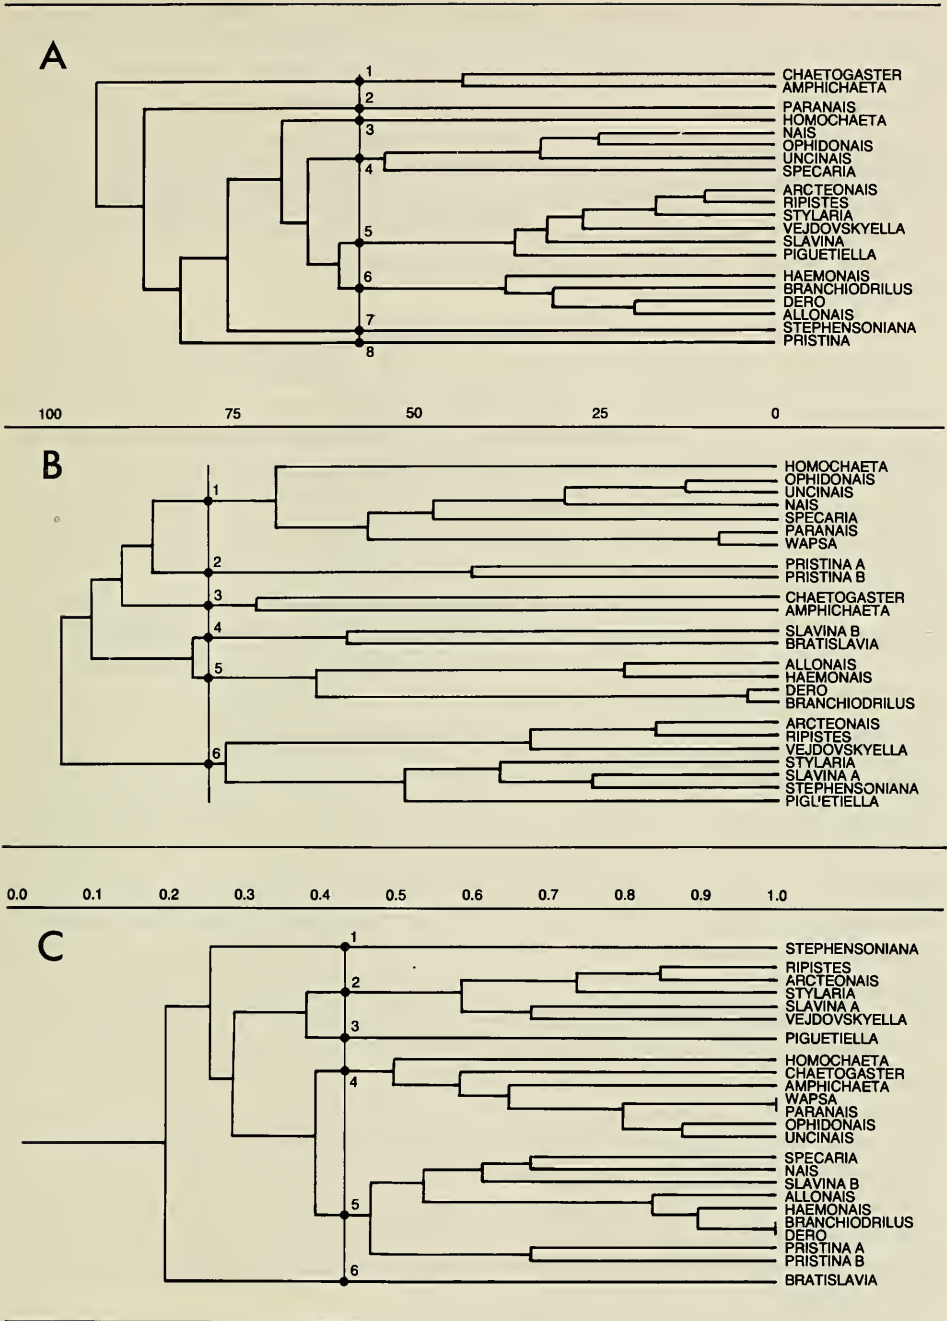 A
1
CHAETOGASTER
AMPHICHAETA
2
PARANAIS
HOMOCHAETA
3
NAIS
OPHIDONAIS
UNCINAIS
4
SPECARIA
ARCTEONAIS
RIPISTES
STYLARIA
VEJDOVSKYELLA
5
SLAVINA
PIGUETIELLA
6
HAEMONAIS
BRANCHIODRILUS
DERO
ALLONAIS
7
STEPHENSONIANA
PRISTINA
8
100 75 50 25 0
B
HOMOCHAETA
OPHIDONAIS
1
UNCINAIS
NAIS
SPECARIA
PARANAIS
WAPSA
2
PRISTINA A
PRISTINA B
3
CHAETOGASTER
AMPHICHAETA
4
SLAVINA B
BRATISLAVIA
5
ALLONAIS
HAEMONAIS
DERO
BRANCHIODRILUS
ARCTEONAIS
RIPISTES
6
VEJDOVSKYELLA
STYLARIA
SLAVINA A
STEPHENSONIANA
PIGUETIELLA
0.0 0.1 0.2 0.3 0.4 0.5 0.6 0.7 0.8 0.9 1.0
C
1
STEPHENSONIANA
RIPISTES
2
ARCTEONAIS
STYLARIA
SLAVINA A
VEJDOVSKYELLA
3
PIGUETIELLA
HOMOCHAETA
CHAETOGASTER
4
AMPHICHAETA
WAPSA
PARANAIS
OPHIDONAIS
UNCINAIS
SPECARIA
NAIS
SLAVINA B
ALLONAIS
5
HAEMONAIS
BRANCHIODRILUS
DERO
PRISTINA A
PRISTINA B
6
BRATISLAVIA